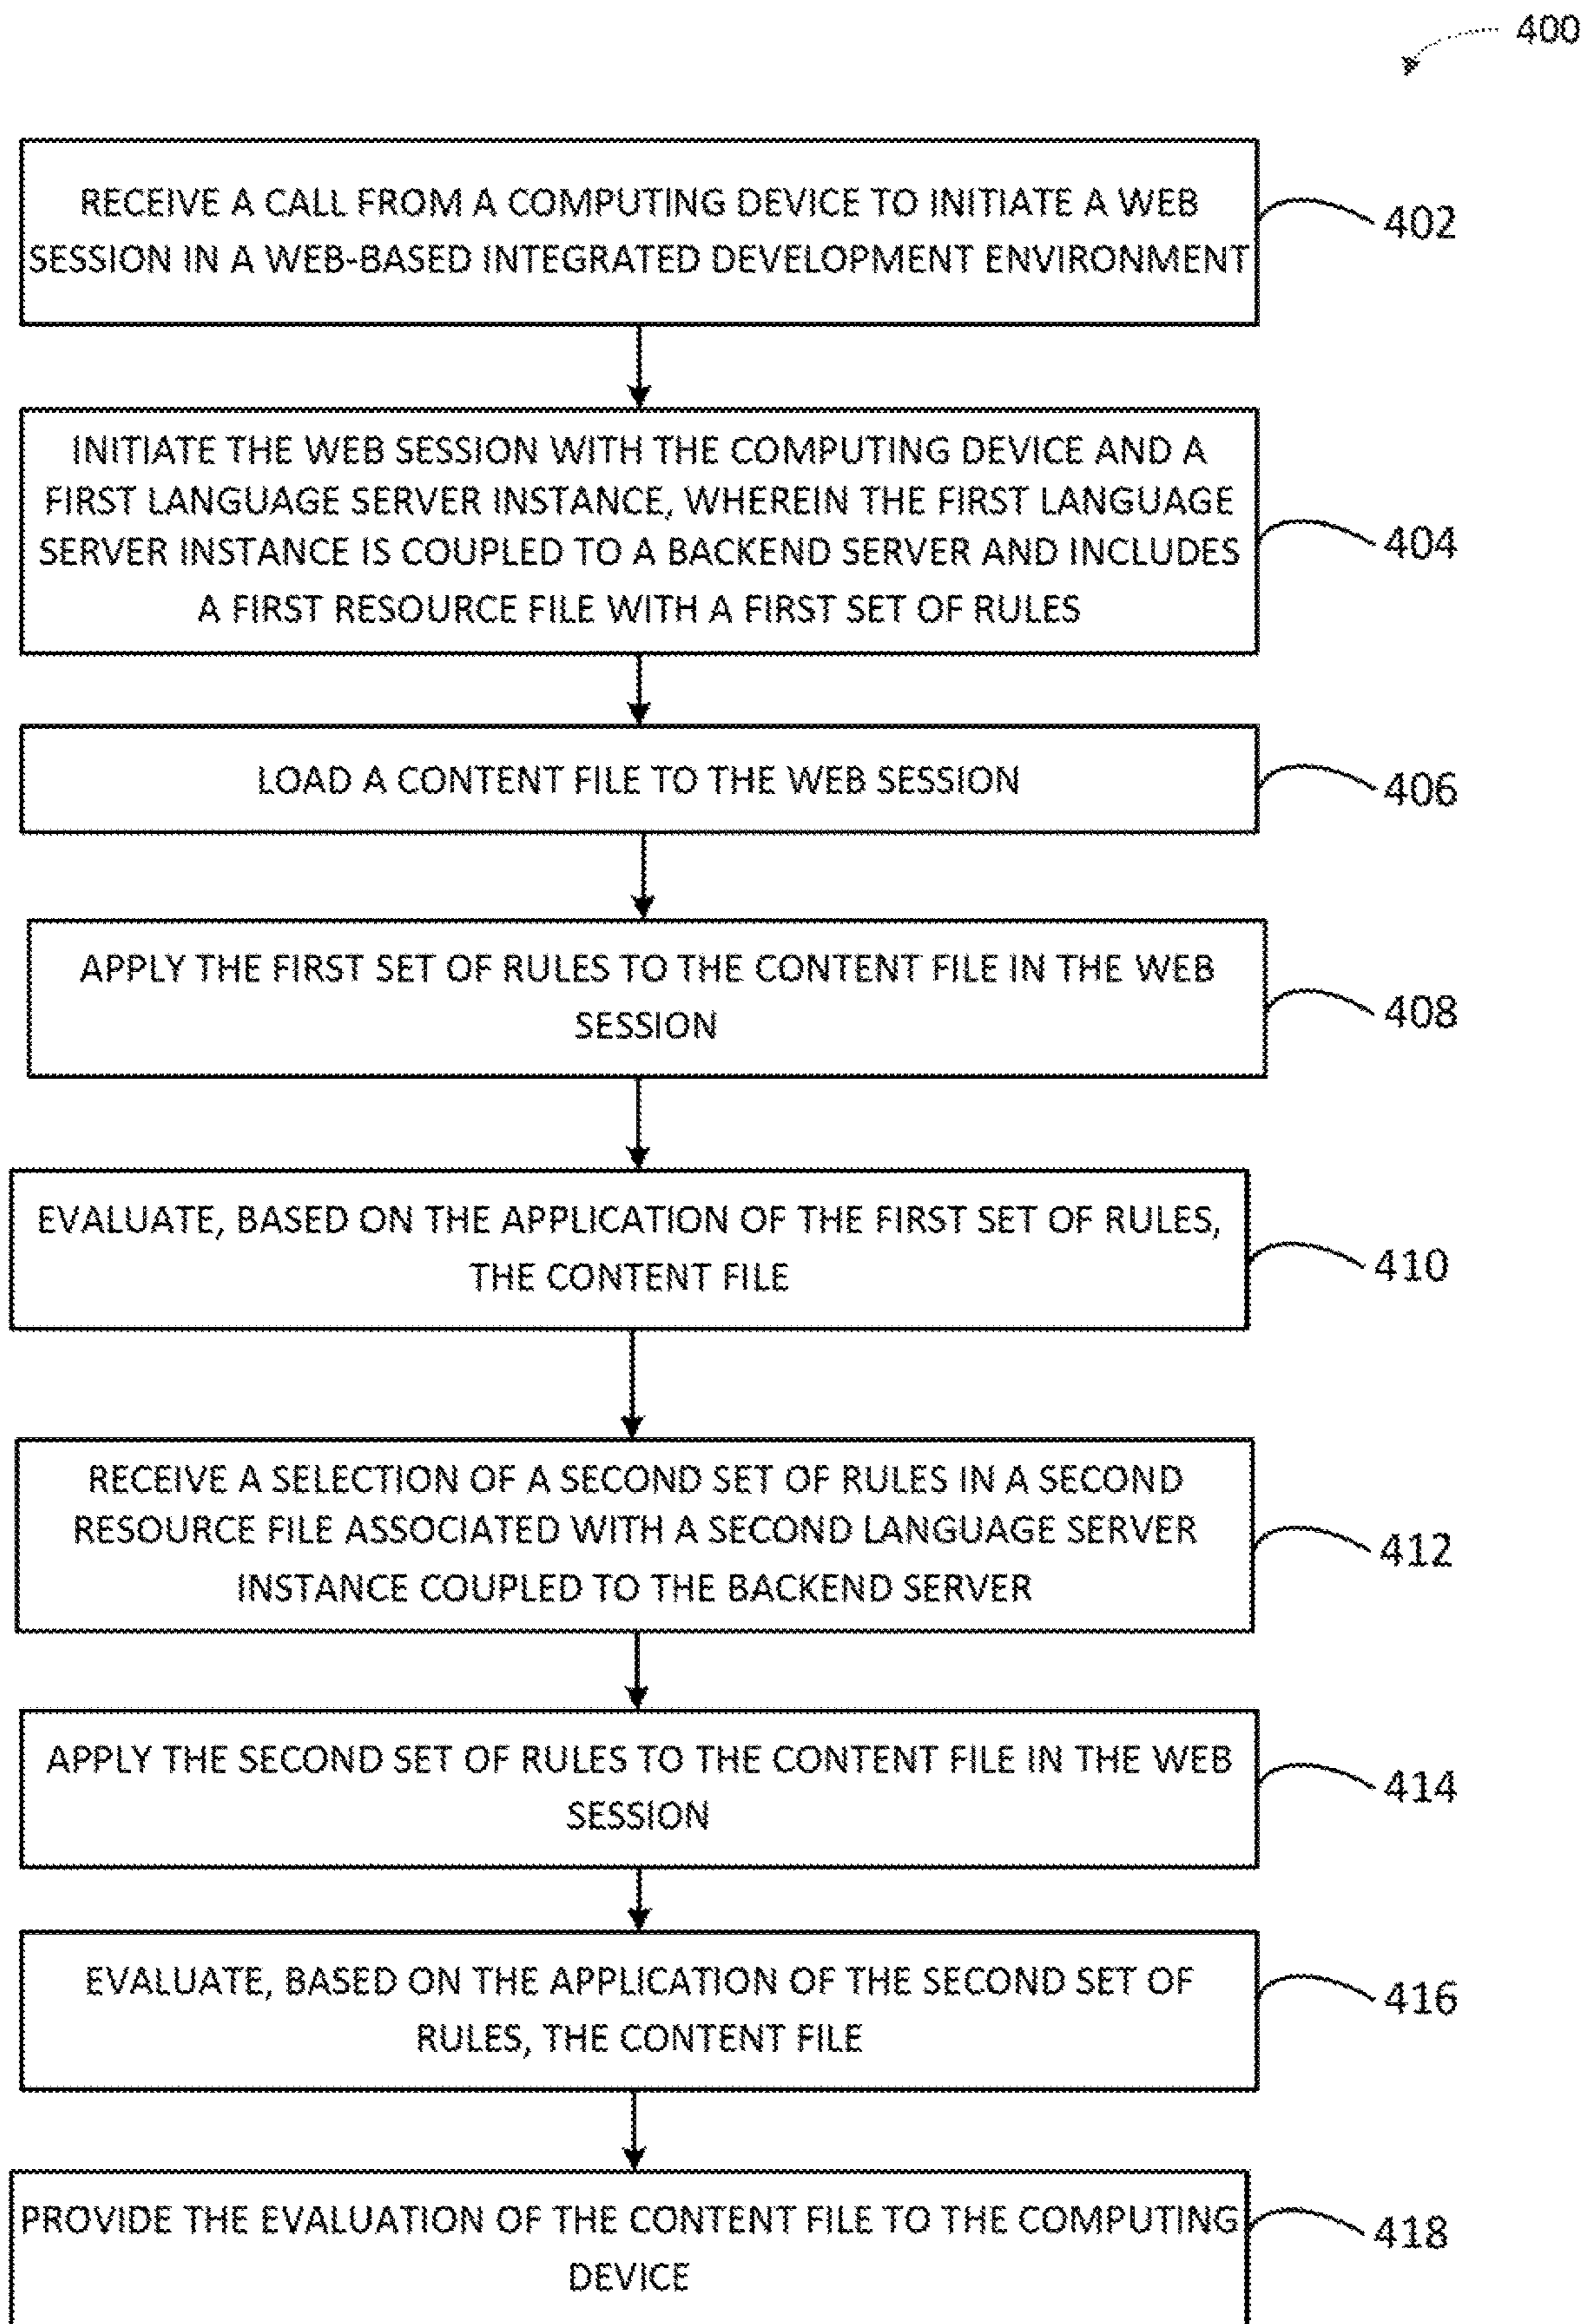 400
RECEIVE A CALL FROM A COMPUTING DEVICE TO INITIATE A WEB
SESSION IN A WEB-BASED INTEGRATED DEVELOPMENT ENVIRONMENT
402
INITIATE THE WEB SESSION WITH THE COMPUTING DEVICE AND A
FIRST LANGUAGE SERVER INSTANCE, WHEREIN THE FIRST LANGUAGE
SERVER INSTANCE IS COUPLED TO A BACKEND SERVER AND INCLUDES
A FIRST RESOURCE FILE WITH A FIRST SET OF RULES
404
LOAD A CONTENT FILE TO THE WEB SESSION
406
APPLY THE FIRST SET OF RULES TO THE CONTENT FILE IN THE WEB
SESSION
408
EVALUATE, BASED ON THE APPLICATION OF THE FIRST SET OF RULES,
THE CONTENT FILE
410
RECEIVE A SELECTION OF A SECOND SET OF RULES IN A SECOND
RESOURCE FILE ASSOCIATED WITH A SECOND LANGUAGE SERVER
INSTANCE COUPLED TO THE BACKEND SERVER
412
APPLY THE SECOND SET OF RULES TO THE CONTENT FILE IN THE WEB
SESSION
414
EVALUATE, BASED ON THE APPLICATION OF THE SECOND SET OF
RULES, THE CONTENT FILE
416
PROVIDE THE EVALUATION OF THE CONTENT FILE TO THE COMPUTING
DEVICE
418